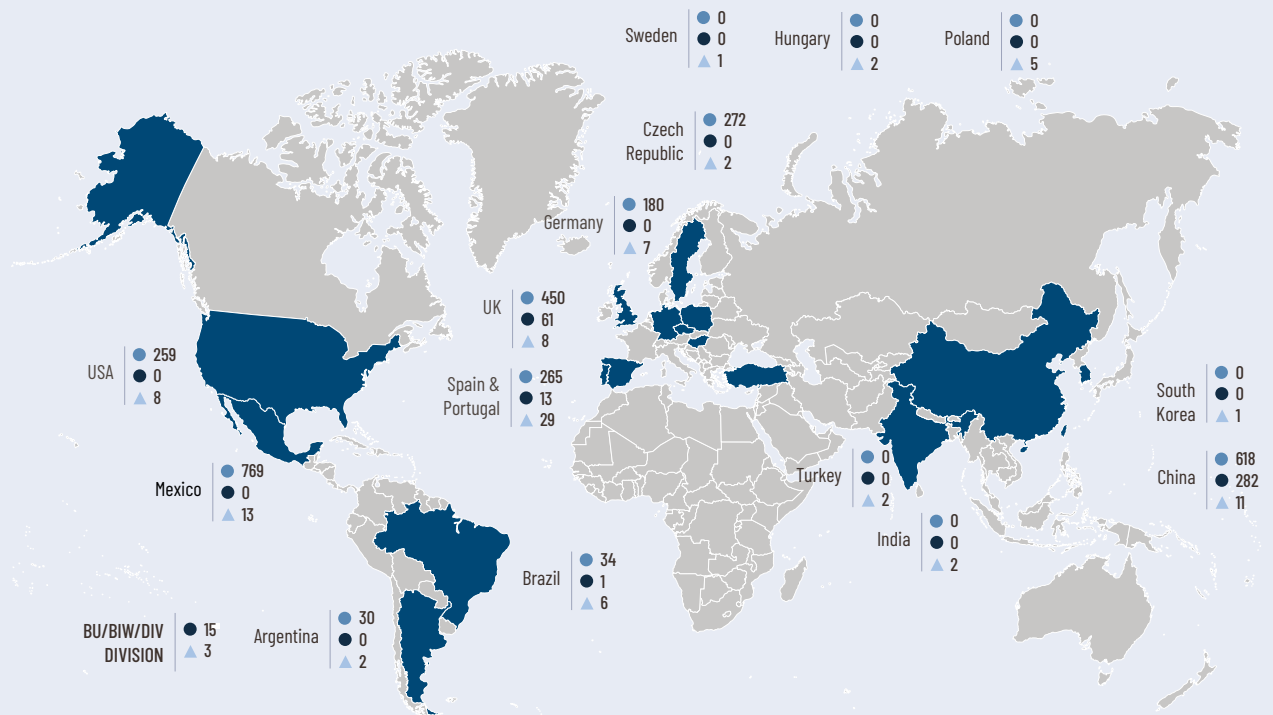 Sweden
0
0
1
Hungary
0
0
2
Poland
0
0
5
Czech
Republic
272
0
2
Germany
180
0
7
UK
450
61
8
USA
259
0
8
Spain &
Portugal
265
13
29
South
Korea
0
0
1
Mexico
769
0
13
Turkey
0
0
2
China
618
282
11
India
0
0
2
Brazil
34
1
6
BU/BIW/DIV
DIVISION
15
3
Argentina
30
0
2